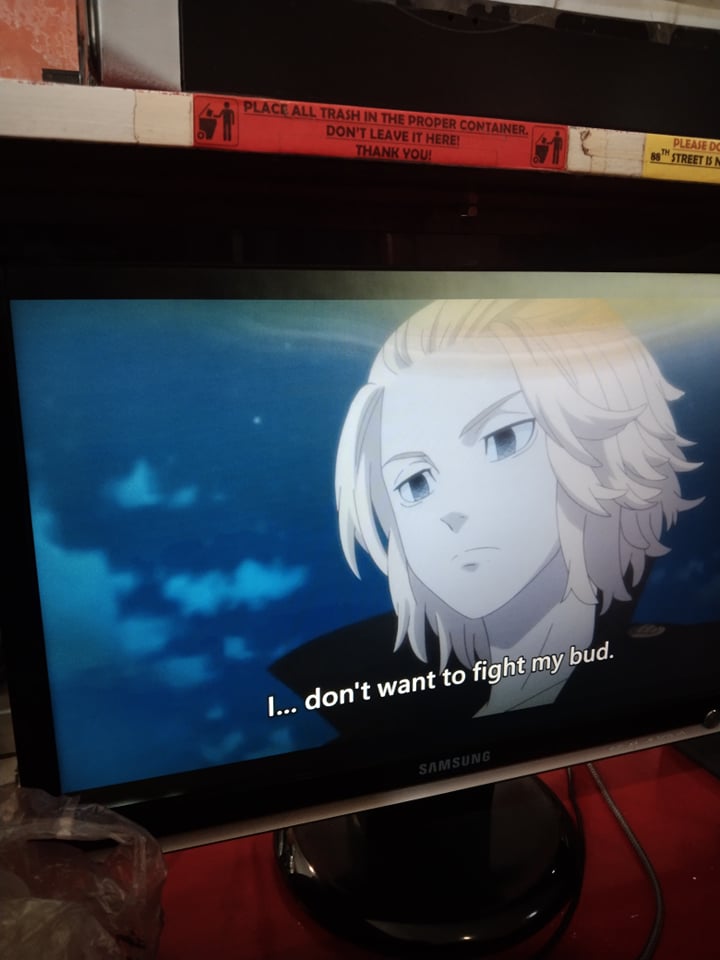 PLACE ALL TRASH IN THE PROPER CONTAINER.
DON'T LEAVE IT HERE!
THANK YOU!
PLEASE DO
88TH STREET IS N
I... don't want to fight my bud.
SAMSUNG